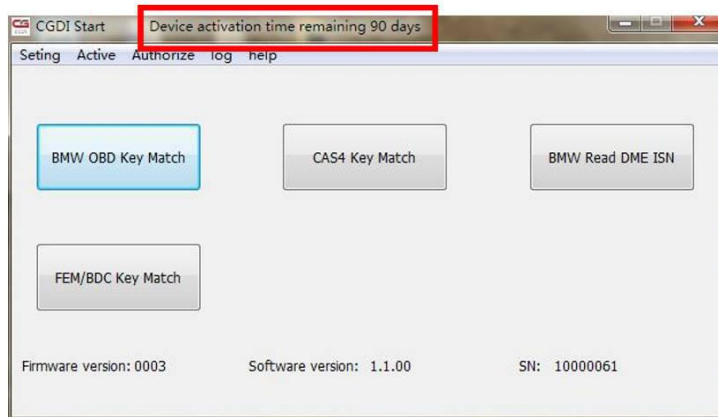 CGDI Start Device activation time remaining 90 days
Seting Active Authorize log help
BMW OBD Key Match CAS4 Key Match BMW Read DME ISN
FEM/BDC Key Match
Firmware version: 0003 Software version: 1.1.00 SN: 10000061